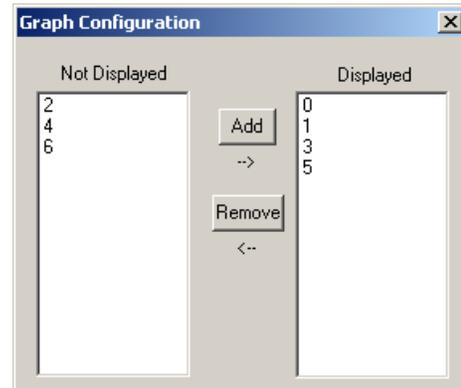 Graph Configuration
Not Displayed
Displayed
2
4
6
Add
-->
Remove
<--
0
1
3
5